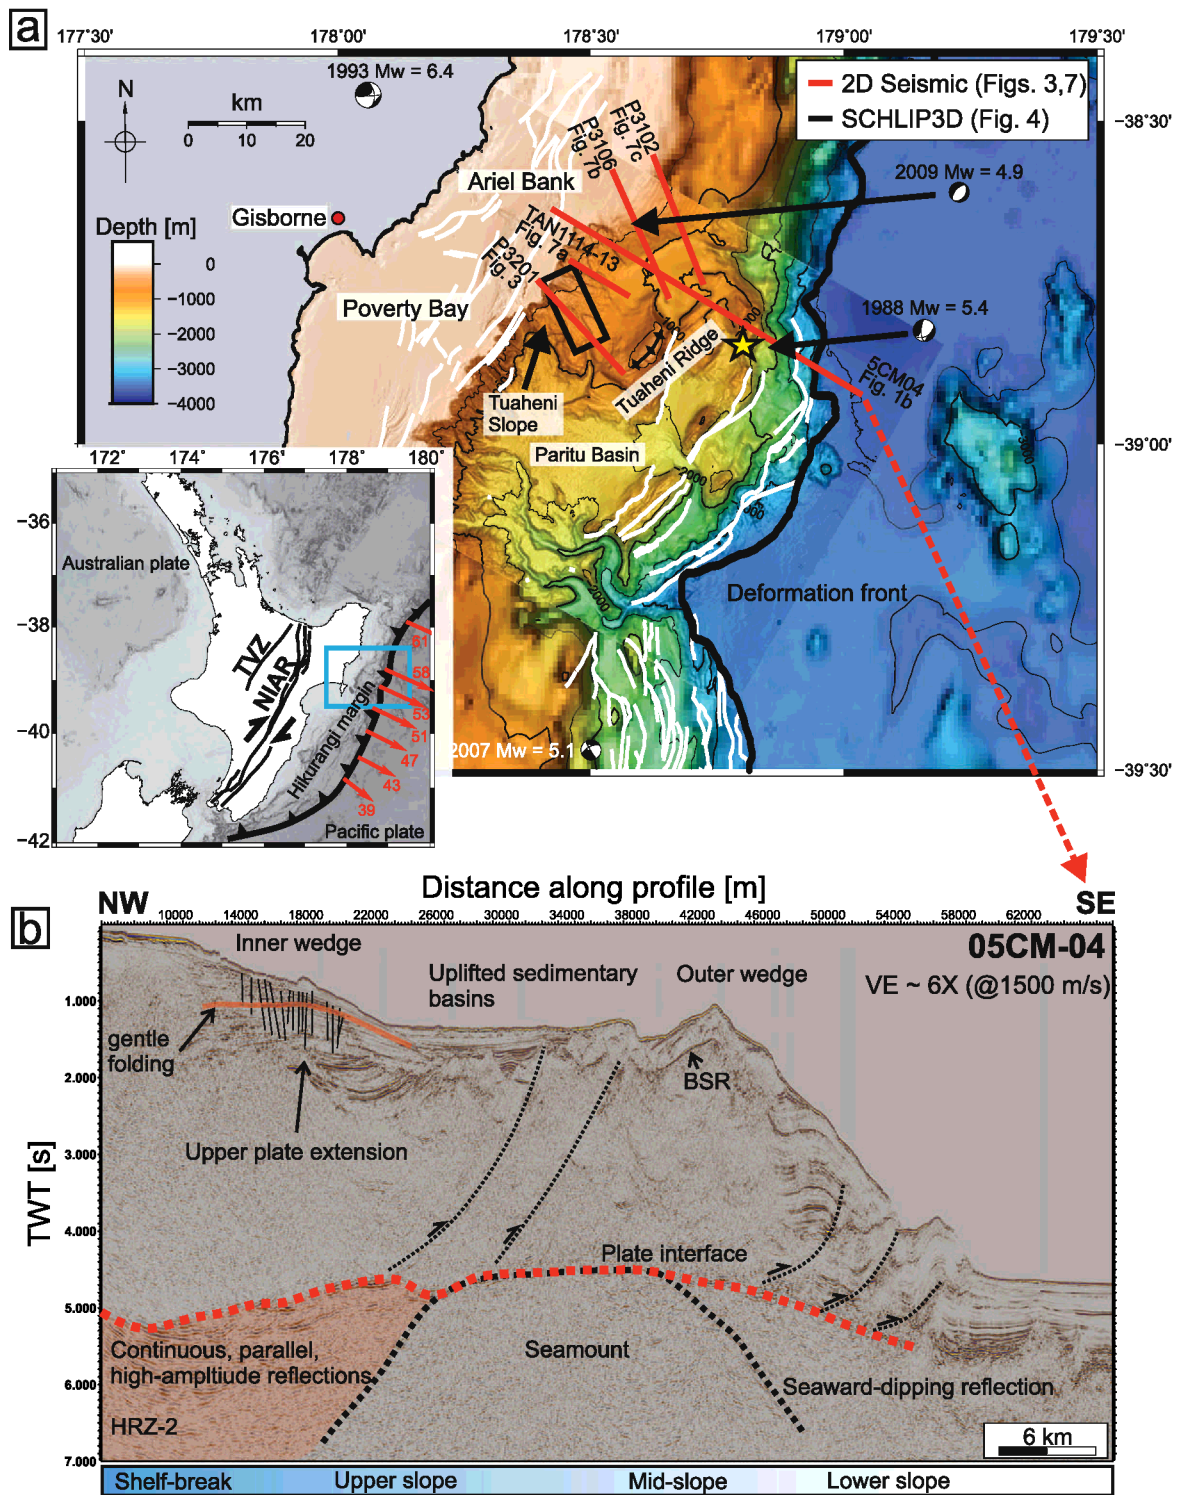 a
177°30'
178°00'
178°30'
179°00'
179°30'
1993 Mw = 6.4
N
km
0 10 20
2D Seismic (Figs. 3,7)
SCHLIP3D (Fig. 4)
−38°30'
−39°00'
−39°30'
P3102
Fig. 7c
P3106
Fig. 7b
2009 Mw = 4.9
Ariel Bank
Gisborne
TAN1114-13
Fig. 7a
P3201
Fig. 3
Depth [m]
0
−1000
−2000
−3000
−4000
Poverty Bay
1988 Mw = 5.4
1000
Tuaheni Ridge
5CM04
Fig. 1b
Tuaheni
Slope
Paritu Basin
2000
2000
Deformation front
2007 Mw = 5.1
172 174 176 178 180
−36
−38
−40
−42
Australian plate
TVZ
NIAR
Hikurangi margin
61
58
53
51
47
43
39
Pacific plate
b
Distance along profile [m]
NW
SE
10000 14000 18000 22000 26000 30000 34000 38000 42000 46000 50000 54000 58000 62000
05CM-04
VE ~ 6X (@1500 m/s)
Inner wedge
Uplifted sedimentary
basins
Outer wedge
gentle
folding
BSR
Upper plate extension
TWT [s]
1.000
2.000
3.000
4.000
5.000
6.000
7.000
Plate interface
Continuous, parallel,
high-ampltiude reflections
Seamount
Seaward-dipping reflection
HRZ-2
6 km
Shelf-break
Upper slope
Mid-slope
Lower slope